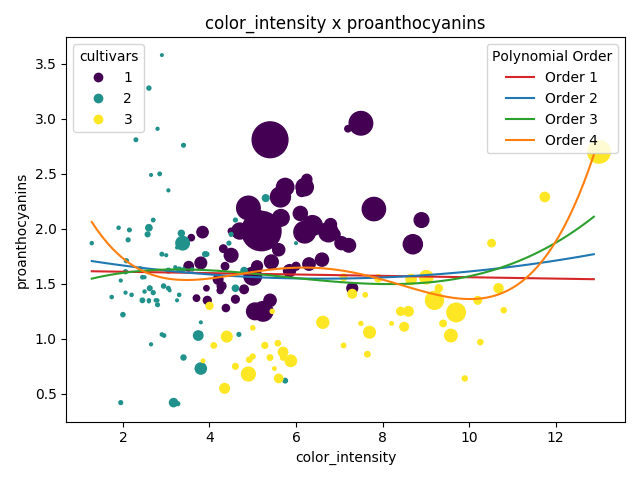 color_intensity x proanthocyanins
cultivars
1
2
3
Polynomial Order
Order 1
Order 2
Order 3
Order 4
proanthocyanins
3.5
3.0
2.5
2.0
1.5
1.0
0.5
2 4 6 8 10 12
color_intensity